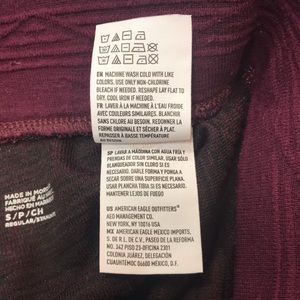 EN MACHINE WASH COLD WITH LIKE
COLORS. USE ONLY NON-CHLORINE
BLEACH IF NEEDED. RESHAPE LAY FLAT TO
DRY. COOL IRON IF NEEDED.
FR LAVER À LA MACHINE À L'EAU FROIDE
AVEC COULEURS SIMILAIRES. BLANCHIR
SANS CHLORE AU BESOIN. REDONNER LA
FORME ORIGINALE ET SÉCHER À PLAT.
REPASSER À BASSE TEMPÉRATURE
AU BESOIN.
SP LAVAR A MÁQUINA CON AGUA FRÍA Y
PRENDAS DE COLOR SIMILAR. USAR SÓLO
BLANQUEADOR SIN CLORO SI ES
NECESARIO. DARLE FORMA Y PONGA A
SECAR SOBRE UNA SUPERFICIE PLANA.
USAR PLANCHA TIBIA SI ES NECESARIO.
MANTENER LEJOS DE FUEGO
US AMERICAN EAGLE OUTFITTERS®
AEO MANAGEMENT CO.
NEW YORK, NY 10016 USA
MX AMERICAN EAGLE MEXICO IMPORTS,
S. DE R.L. DE C.V., PASEO DE LA REFORMA
NO. 342 PISO 23-OFICINA 2301
COLONIA JUÁREZ, DELEGACIÓN
CUAUHTEMOC 06600 MÉXICO, D.F.
MADE IN
FABRIQUÉ AU
HECHO EN
S/P/CH
REGULAR/